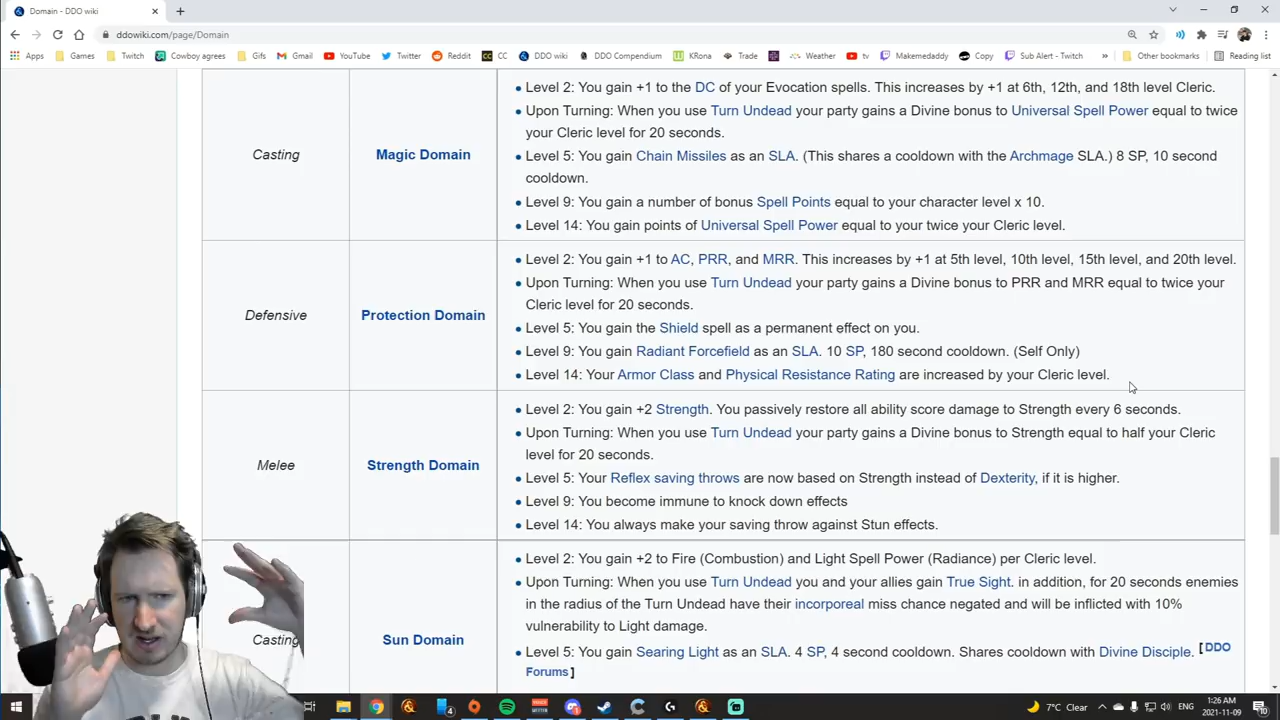 Domain - DDO wiki
ddowiki.com/page/Domain
Apps Games Twitch Cowboy agrees Gifs Gmail YouTube Twitter Reddit CC DDO wiki DDO Compendium KRona Trade Weather tv Makemedaddy Copy Sub Alert - Twitch » Other bookmarks Reading list
Casting
Magic Domain
• Level 2: You gain +1 to the DC of your Evocation spells. This increases by +1 at 6th, 12th, and 18th level Cleric.
• Upon Turning: When you use Turn Undead your party gains a Divine bonus to Universal Spell Power equal to twice
your Cleric level for 20 seconds.
• Level 5: You gain Chain Missiles as an SLA. (This shares a cooldown with the Archmage SLA.) 8 SP, 10 second
cooldown.
• Level 9: You gain a number of bonus Spell Points equal to your character level x 10.
• Level 14: You gain points of Universal Spell Power equal to your twice your Cleric level.
Defensive
Protection Domain
• Level 2: You gain +1 to AC, PRR, and MRR. This increases by +1 at 5th level, 10th level, 15th level, and 20th level.
• Upon Turning: When you use Turn Undead your party gains a Divine bonus to PRR and MRR equal to twice your
Cleric level for 20 seconds.
• Level 5: You gain the Shield spell as a permanent effect on you.
• Level 9: You gain Radiant Forcefield as an SLA. 10 SP, 180 second cooldown. (Self Only)
• Level 14: Your Armor Class and Physical Resistance Rating are increased by your Cleric level.
Melee
Strength Domain
• Level 2: You gain +2 Strength. You passively restore all ability score damage to Strength every 6 seconds.
• Upon Turning: When you use Turn Undead your party gains a Divine bonus to Strength equal to half your Cleric
level for 20 seconds.
• Level 5: Your Reflex saving throws are now based on Strength instead of Dexterity, if it is higher.
• Level 9: You become immune to knock down effects
• Level 14: You always make your saving throw against Stun effects.
Casting
Sun Domain
• Level 2: You gain +2 to Fire (Combustion) and Light Spell Power (Radiance) per Cleric level.
• Upon Turning: When you use Turn Undead you and your allies gain True Sight. in addition, for 20 seconds enemies
in the radius of the Turn Undead have their incorporeal miss chance negated and will be inflicted with 10%
vulnerability to Light damage.
• Level 5: You gain Searing Light as an SLA. 4 SP, 4 second cooldown. Shares cooldown with Divine Disciple. [DDO
Forums]
7°C Clear ENG 1:26 AM
2021-11-09